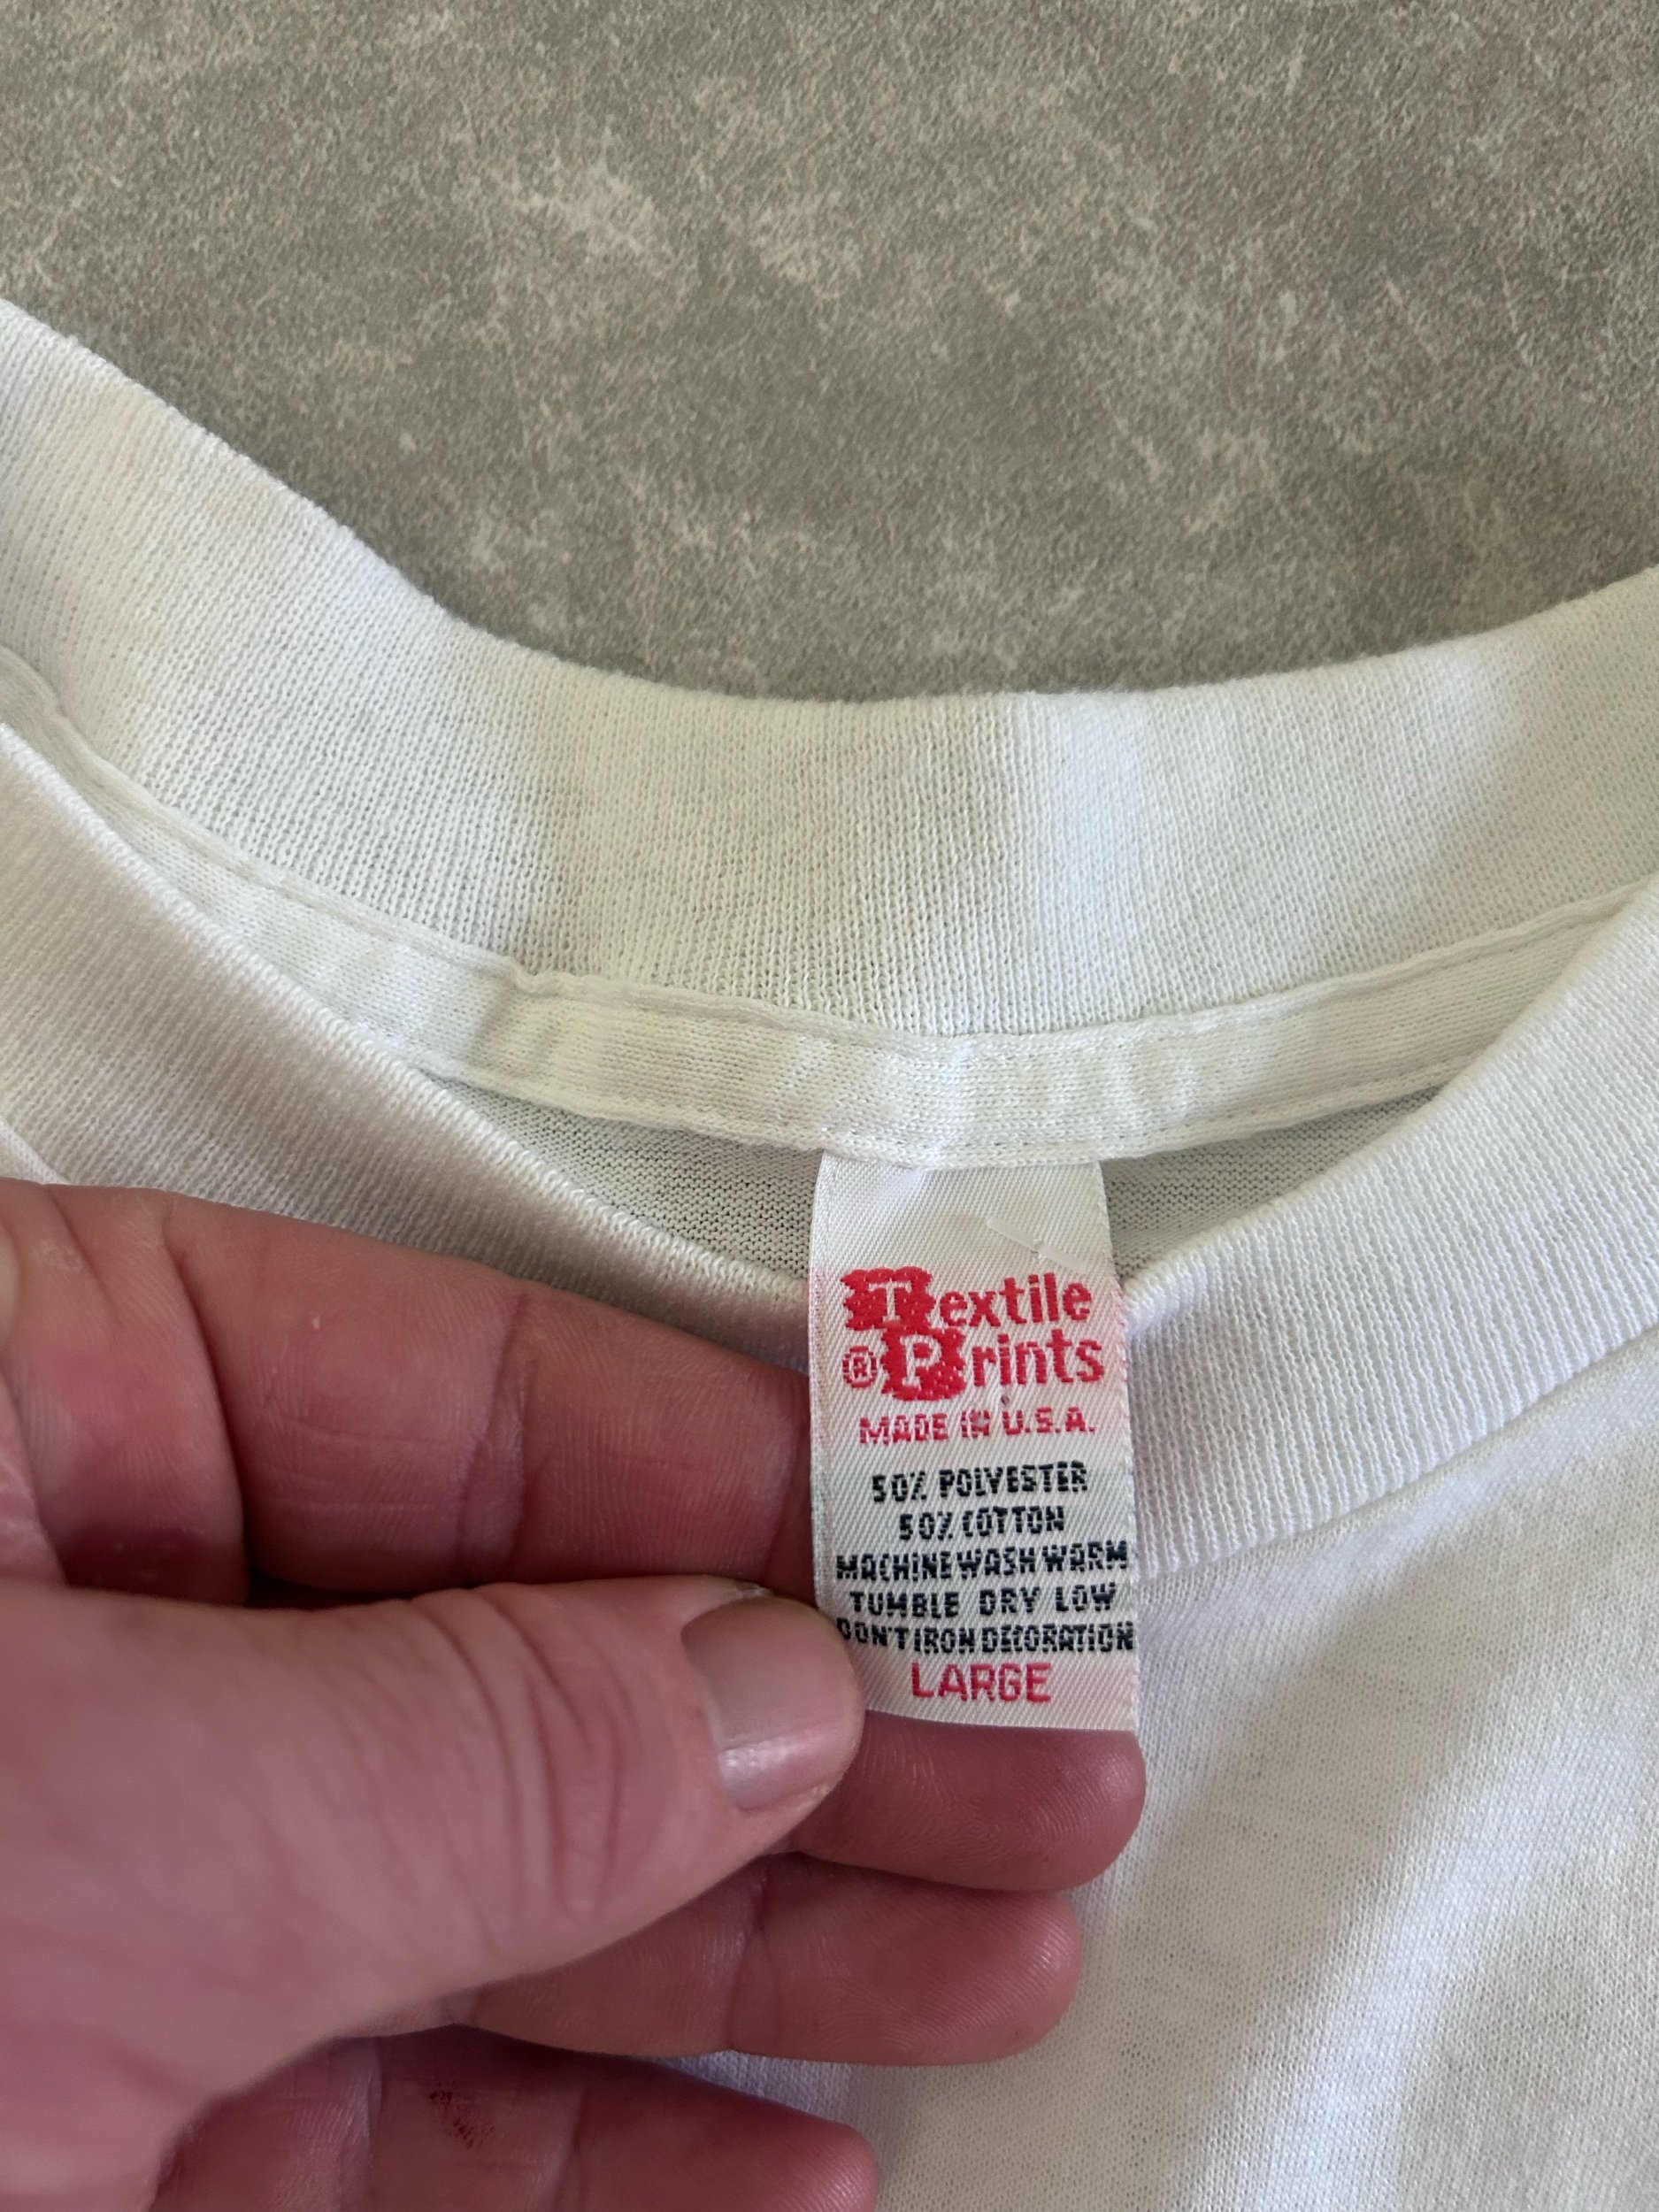 Textile
® Prints
MADE IN U.S.A.
50% POLYESTER
50% COTTON
MACHINE WASH WARM
TUMBLE DRY LOW
DON'T IRON DECORATION
LARGE